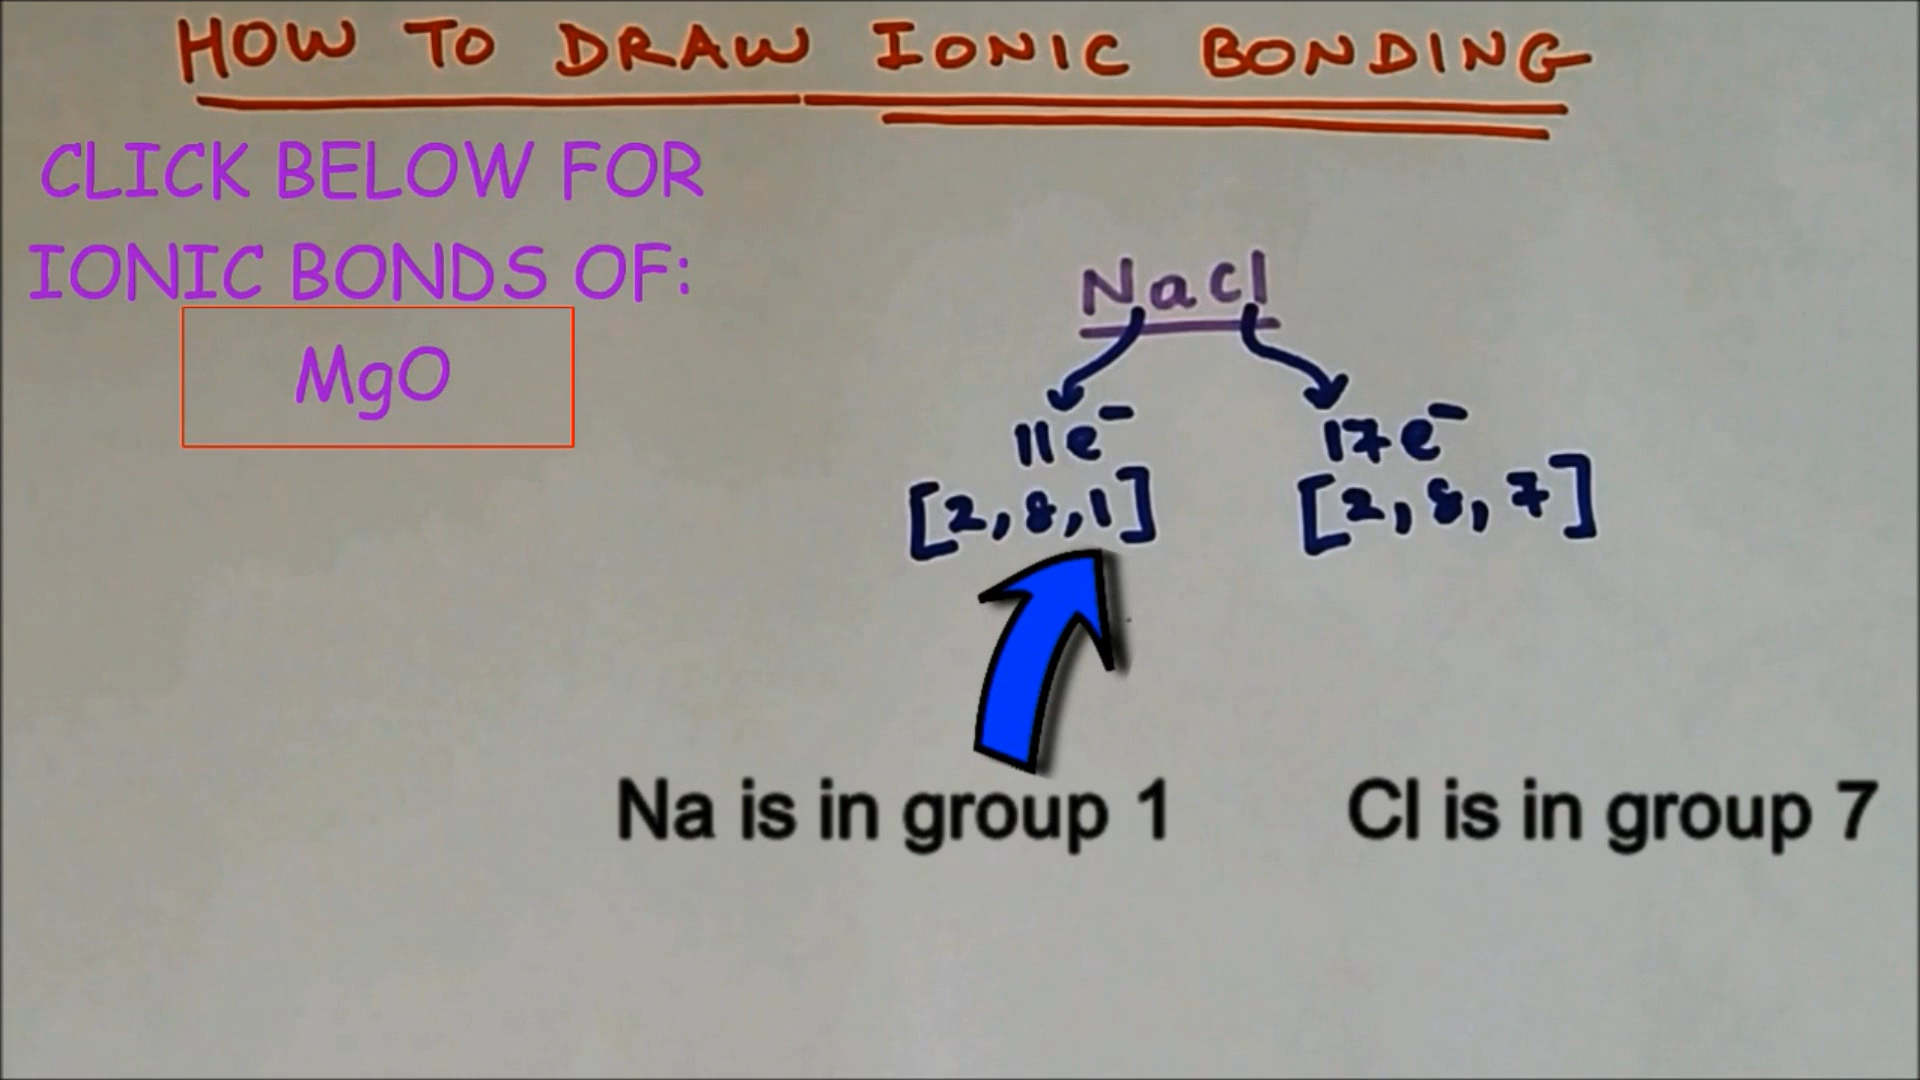 HOW TO DRAW IONIC BONDING
CLICK BELOW FOR
IONIC BONDS OF:
MgO
NaCl
11e⁻ 17e⁻
[2,8,1] [2,8,7]
Na is in group 1 Cl is in group 7